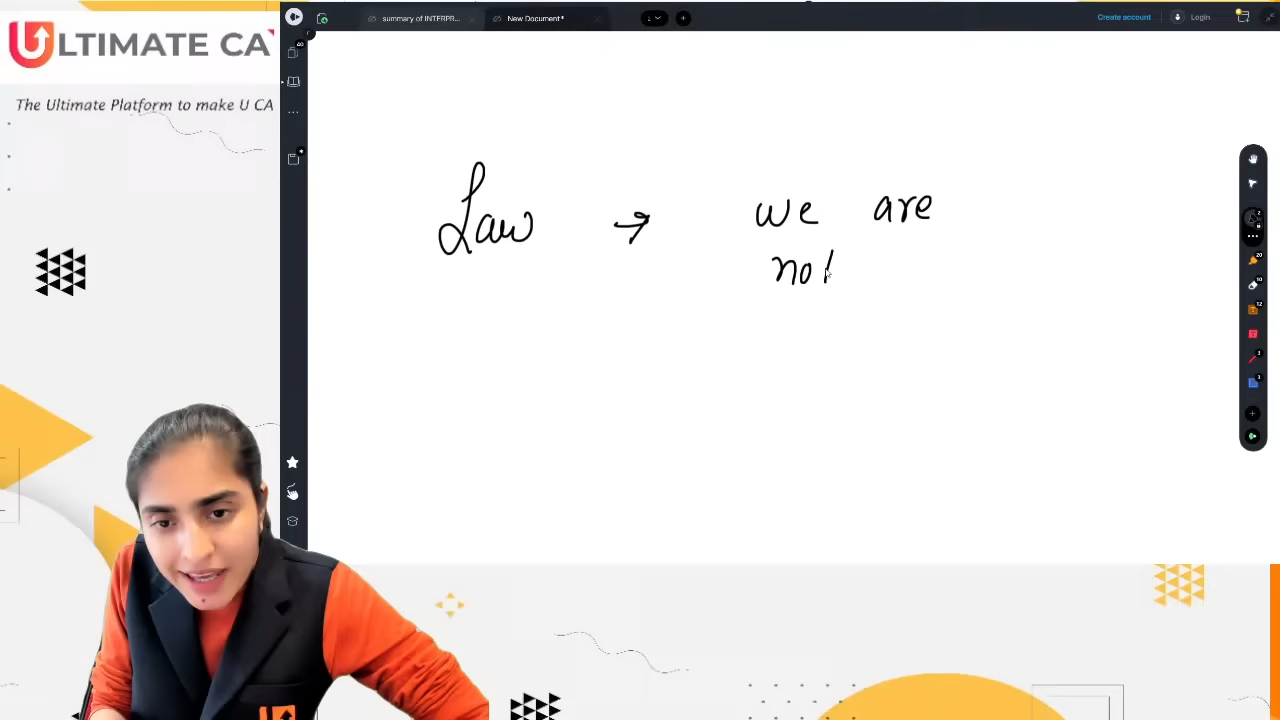 ULTIMATE CA
The Ultimate Platform to make U CA
summary of INTERPR...
New Document*
Create account
Login
Law → we are
not